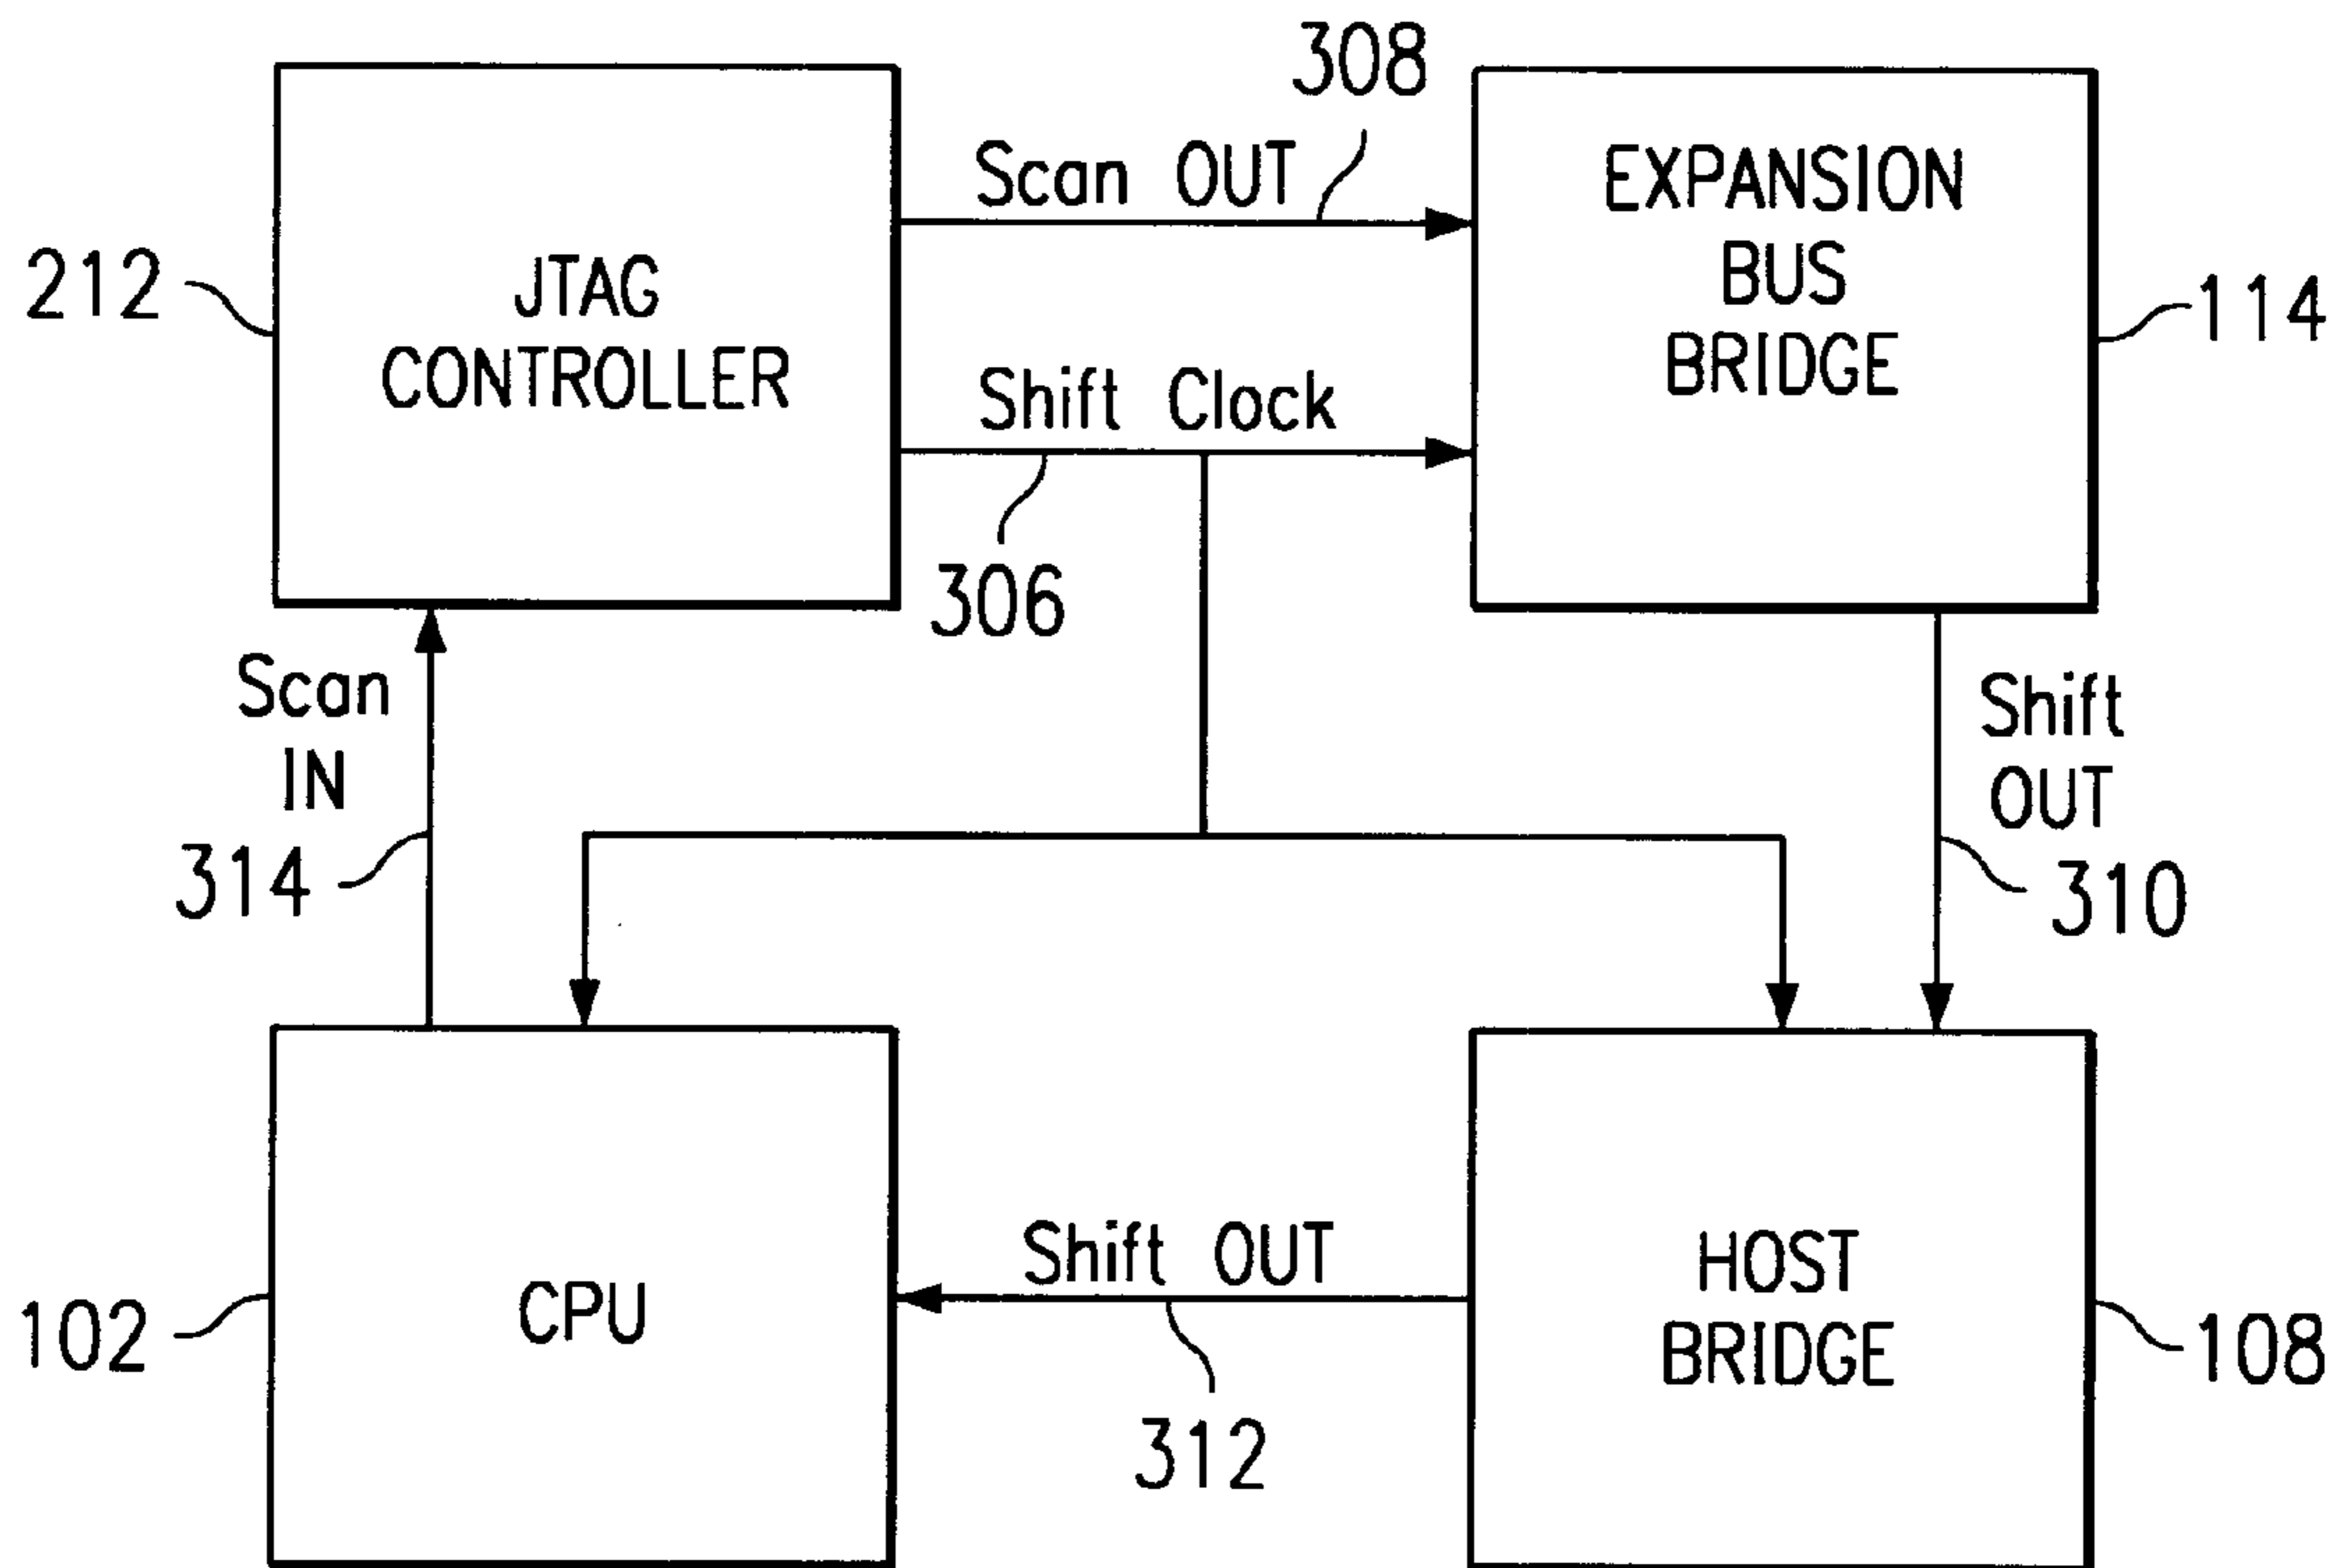 308
Scan OUT
EXPANSION
BUS
BRIDGE
212
JTAG
CONTROLLER
114
Shift Clock
306
Scan
IN
314
Shift
OUT
310
102
CPU
Shift OUT
312
HOST
BRIDGE
108